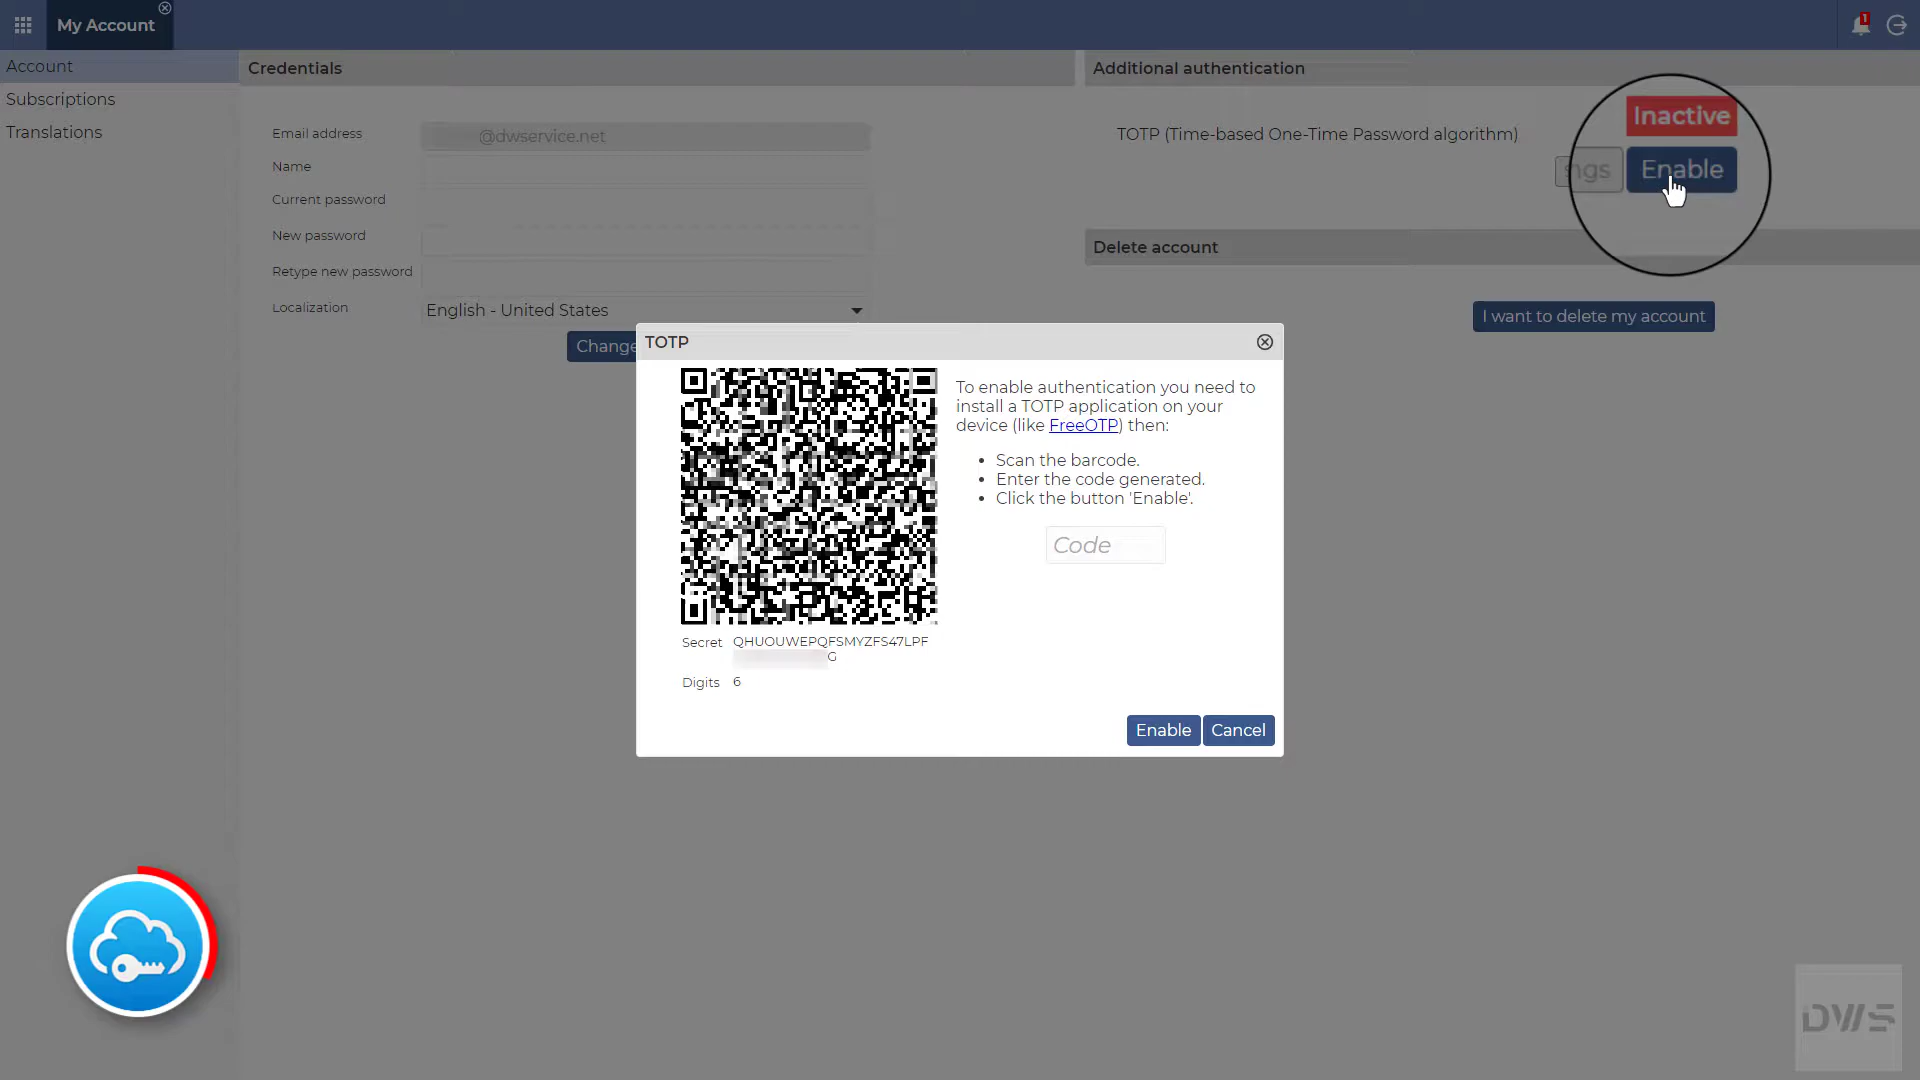 My Account
1
Account
Subscriptions
Translations
Credentials
Email address
@dwservice.net
Name
Current password
New password
Retype new password
Localization
English - United States
Change
Additional authentication
TOTP (Time-based One-Time Password algorithm)
Inactive
ngs
Enable
Delete account
I want to delete my account
TOTP
To enable authentication you need to
install a TOTP application on your
device (like FreeOTP) then:
• Scan the barcode.
• Enter the code generated.
• Click the button 'Enable'.
Code
Secret QHUOUWEPQFSMYZFS47LPF
G
Digits 6
Enable
Cancel
DWS